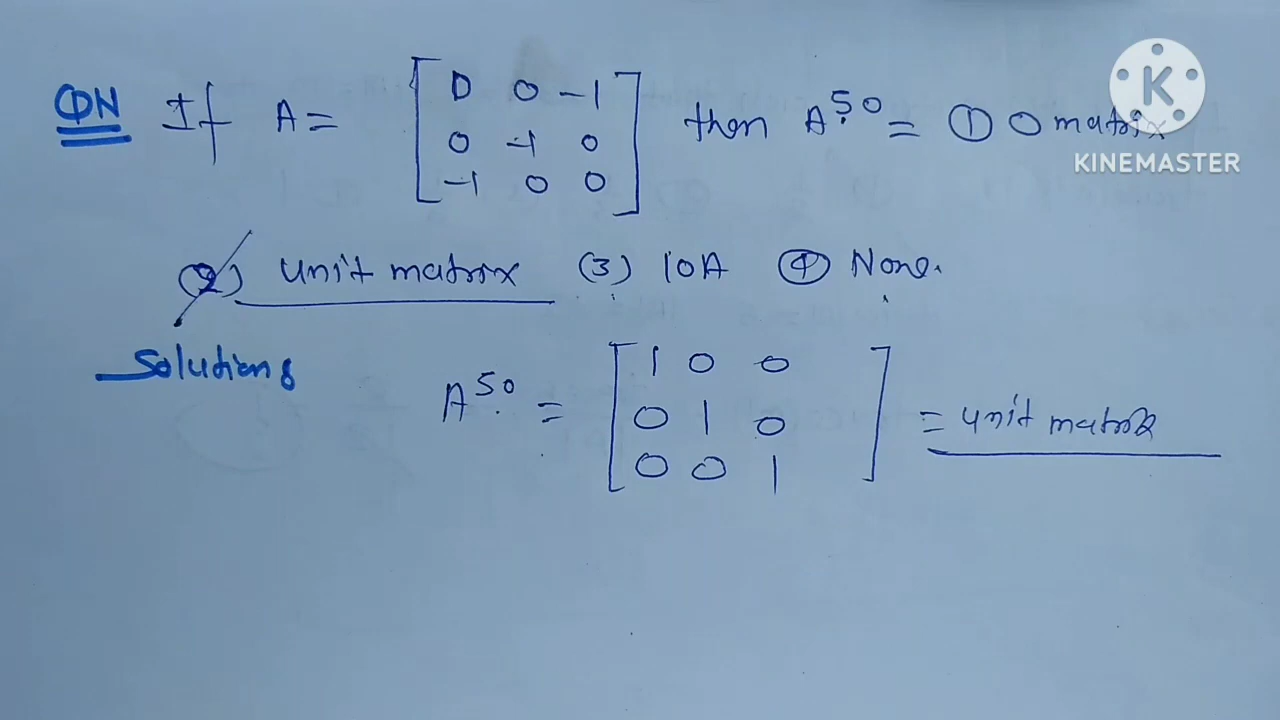 QN If A = [ 0 0 -1 then A^50 = ① 0 matrix
0 -1 0
-1 0 0 ]
K
KINEMASTER
(2) unit matrix (3) 10A ④ None.
Solution:
A^50 = [ 1 0 0
0 1 0
0 0 1 ] = unit matrix